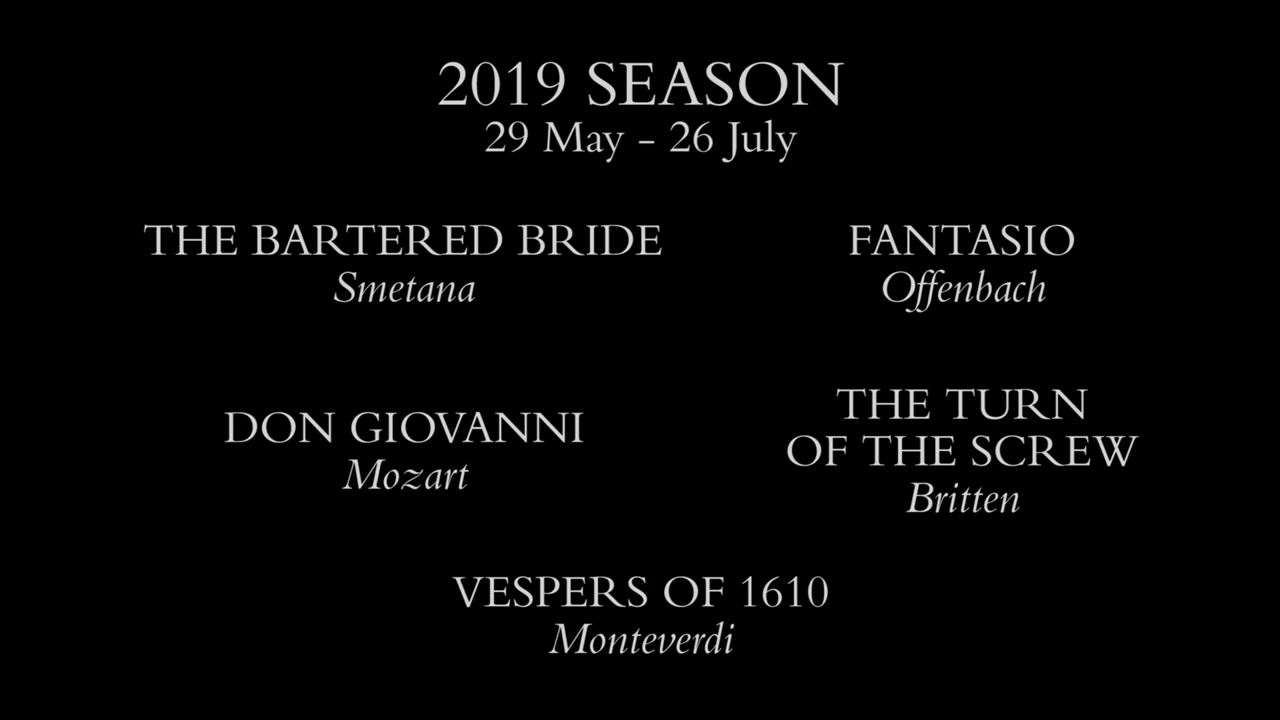 2019 SEASON
29 May - 26 July
THE BARTERED BRIDE
Smetana
FANTASIO
Offenbach
DON GIOVANNI
Mozart
THE TURN
OF THE SCREW
Britten
VESPERS OF 1610
Monteverdi